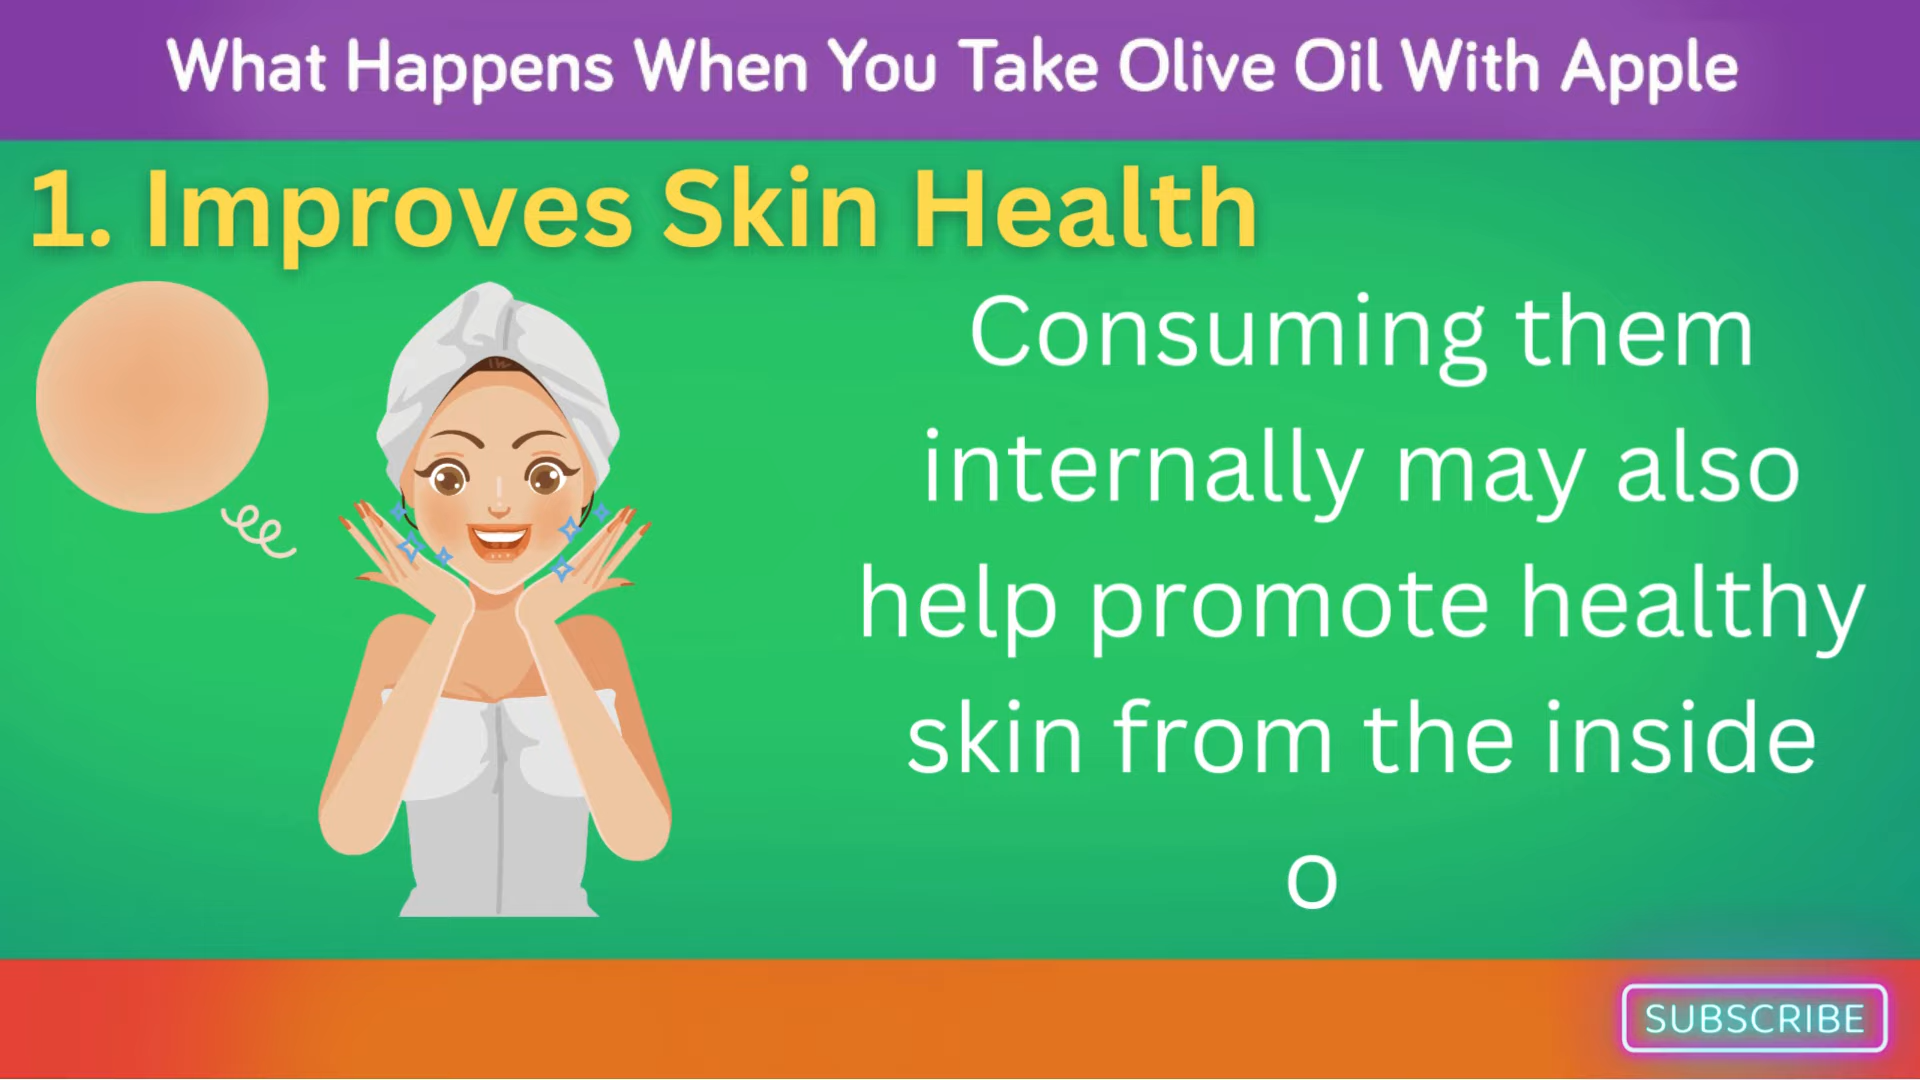 What Happens When You Take Olive Oil With Apple
1. Improves Skin Health
Consuming them
internally may also
help promote healthy
skin from the inside
o
SUBSCRIBE